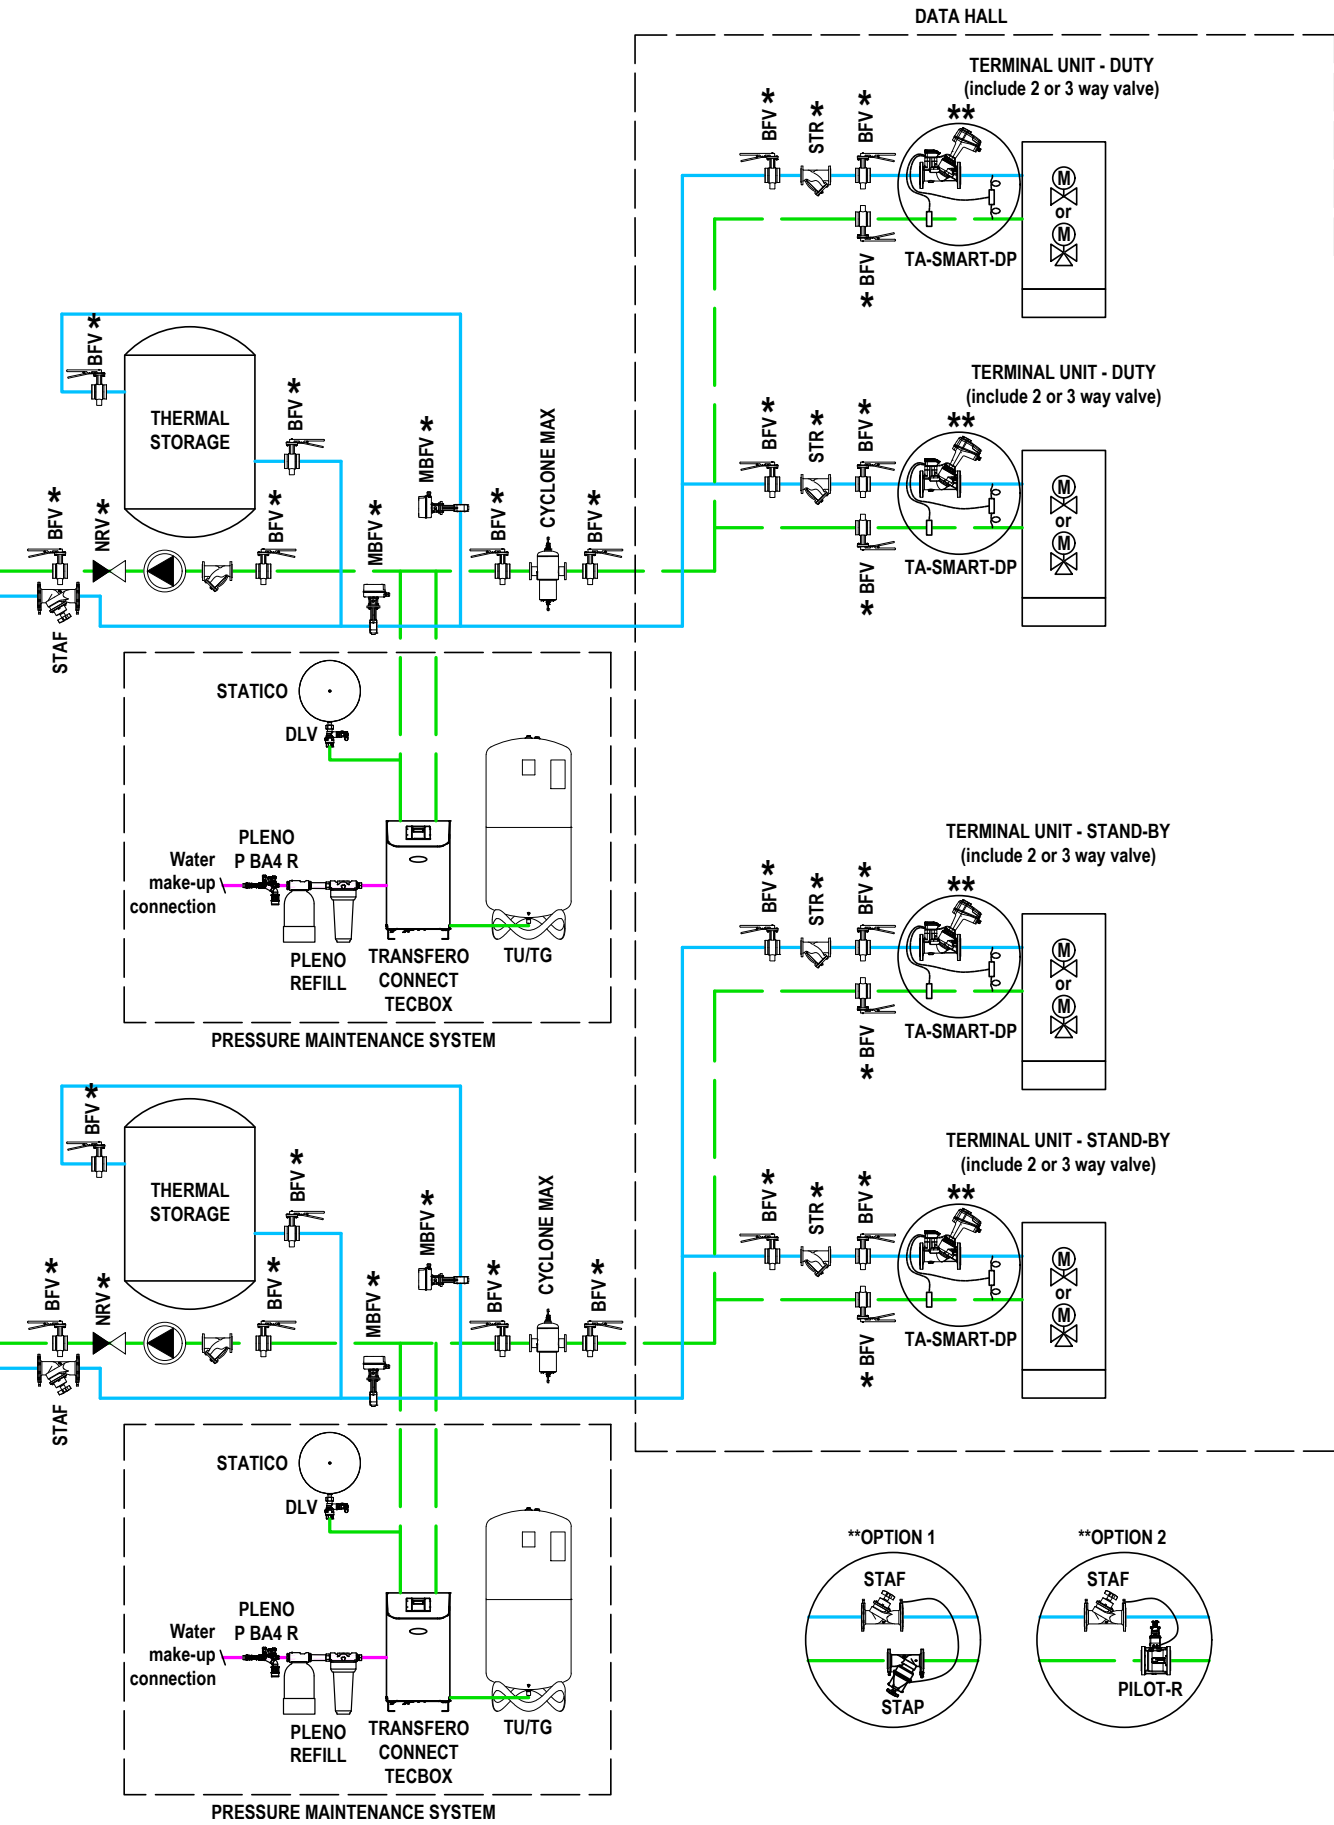 DATA HALL
TERMINAL UNIT - DUTY
(include 2 or 3 way valve)
**
BFV *
STR *
BFV *
M
or
M
* BFV
TA-SMART-DP
TERMINAL UNIT - DUTY
(include 2 or 3 way valve)
**
BFV *
STR *
BFV *
M
or
M
* BFV
TA-SMART-DP
BFV *
THERMAL
STORAGE
BFV *
MBFV *
BFV *
NRV *
BFV *
MBFV *
BFV *
CYCLONE MAX
BFV *
STAF
STATICO
DLV
PLENO
P BA4 R
Water
make-up
connection
PLENO
REFILL
TRANSFERO
CONNECT
TECBOX
TU/TG
PRESSURE MAINTENANCE SYSTEM
TERMINAL UNIT - STAND-BY
(include 2 or 3 way valve)
**
BFV *
STR *
BFV *
M
or
M
* BFV
TA-SMART-DP
TERMINAL UNIT - STAND-BY
(include 2 or 3 way valve)
**
BFV *
STR *
BFV *
M
or
M
* BFV
TA-SMART-DP
BFV *
THERMAL
STORAGE
BFV *
MBFV *
BFV *
NRV *
BFV *
MBFV *
BFV *
CYCLONE MAX
BFV *
STAF
STATICO
DLV
PLENO
P BA4 R
Water
make-up
connection
PLENO
REFILL
TRANSFERO
CONNECT
TECBOX
TU/TG
PRESSURE MAINTENANCE SYSTEM
**OPTION 1
STAF
STAP
**OPTION 2
STAF
PILOT-R